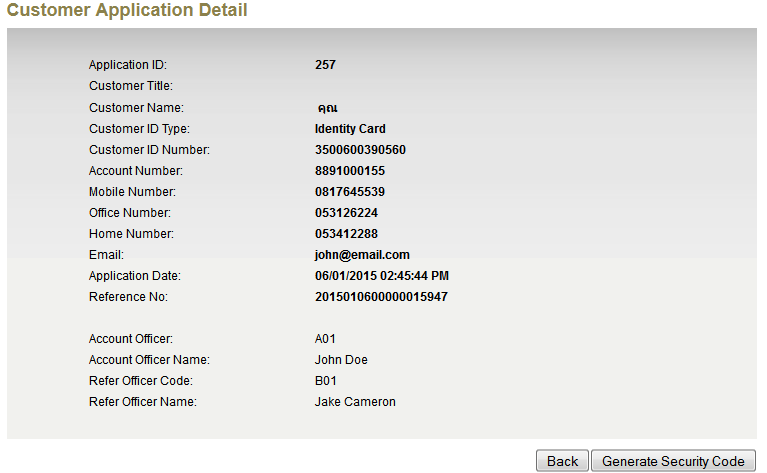 Customer Application Detail
Application ID: 257
Customer Title:
Customer Name: คุณ
Customer ID Type: Identity Card
Customer ID Number: 3500600390560
Account Number: 8891000155
Mobile Number: 0817645539
Office Number: 053126224
Home Number: 053412288
Email: john@email.com
Application Date: 06/01/2015 02:45:44 PM
Reference No: 2015010600000015947
Account Officer: A01
Account Officer Name: John Doe
Refer Officer Code: B01
Refer Officer Name: Jake Cameron
Back Generate Security Code